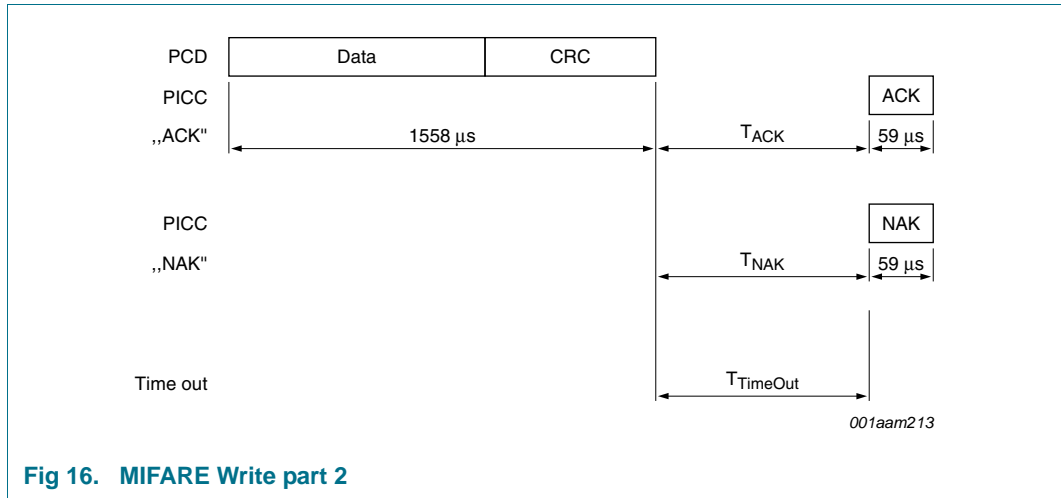 PCD Data CRC
PICC ACK
,,ACK" 1558 µs TACK 59 µs
PICC NAK
,,NAK" TNAK 59 µs
Time out TTimeOut
001aam213
Fig 16. MIFARE Write part 2